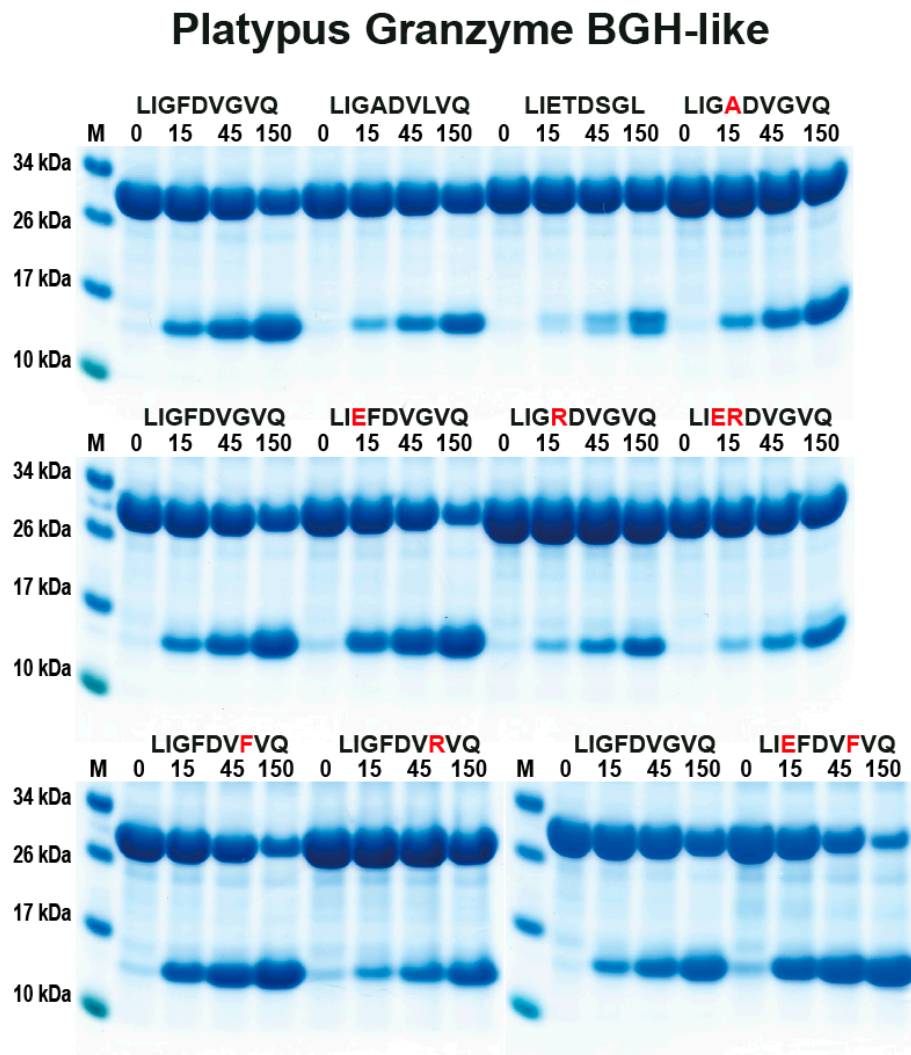 Platypus Granzyme BGH-like
LIGFDVGVQ LIGADVLVQ LIETDSGL LIGADVGVQ
M 0 15 45 150 0 15 45 150 0 15 45 150 0 15 45 150
34 kDa
26 kDa
17 kDa
10 kDa
LIGFDVGVQ LIEFDVGVQ LIGRDVGVQ LIERDVGVQ
M 0 15 45 150 0 15 45 150 0 15 45 150 0 15 45 150
34 kDa
26 kDa
17 kDa
10 kDa
LIGFDVFVQ LIGFDVRVQ LIGFDVGVQ LIEFDVFVQ
M 0 15 45 150 0 15 45 150 M 0 15 45 150 0 15 45 150
34 kDa
26 kDa
17 kDa
10 kDa